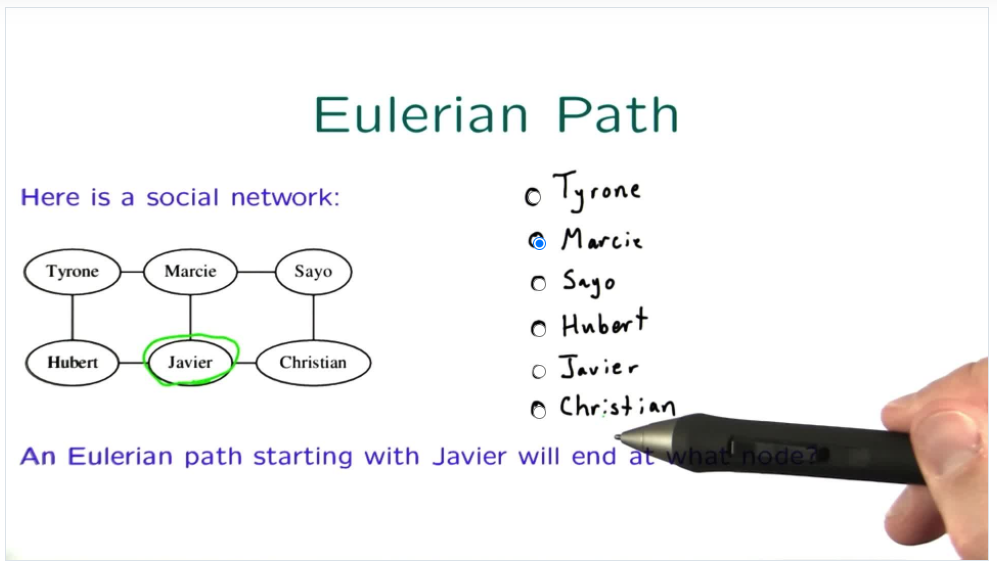 Eulerian Path
Here is a social network:
Tyrone
Marcie
Sayo
Hubert
Javier
Christian
Tyrone
Marcie
Sayo
Hubert
Javier
Christian
An Eulerian path starting with Javier will end at what node?